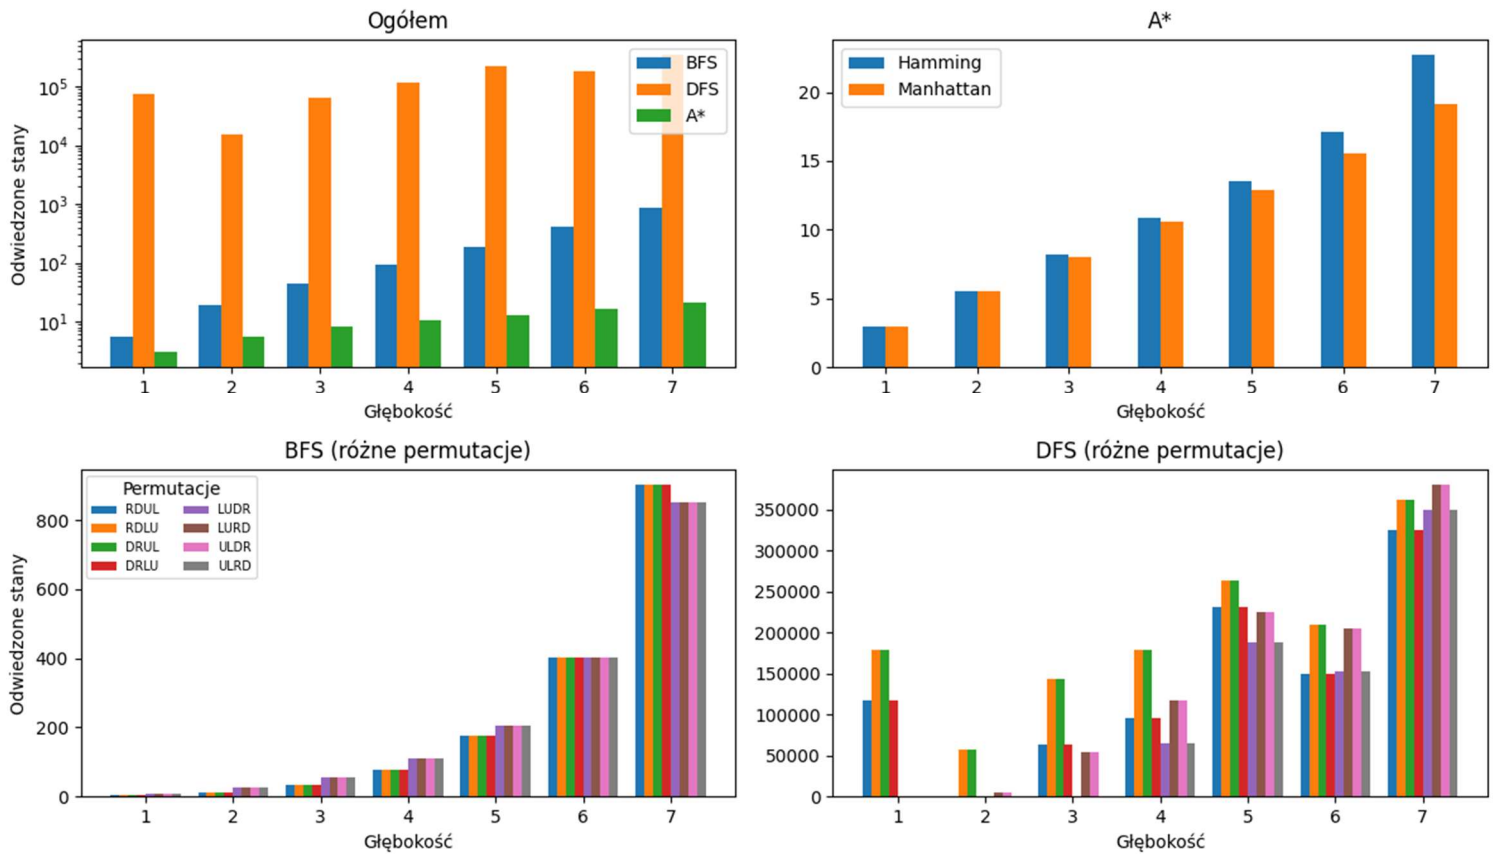 Ogółem
Odwiedzone stany
10^5
10^4
10^3
10^2
10^1
BFS
DFS
A*
1 2 3 4 5 6 7
Głębokość
A*
20
15
10
5
0
Hamming
Manhattan
1 2 3 4 5 6 7
Głębokość
BFS (różne permutacje)
Odwiedzone stany
800
600
400
200
0
Permutacje
RDUL LUDR
RDLU LURD
DRUL ULDR
DRLU ULRD
1 2 3 4 5 6 7
Głębokość
DFS (różne permutacje)
350000
300000
250000
200000
150000
100000
50000
0
1 2 3 4 5 6 7
Głębokość